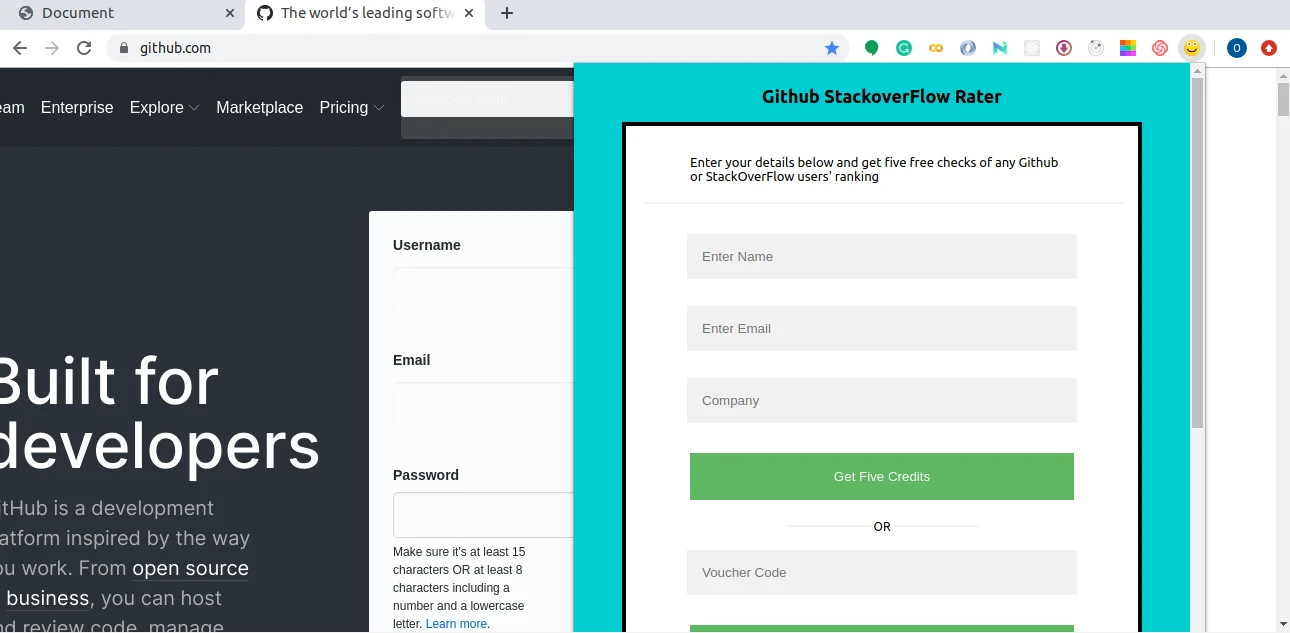 Document
The world's leading softw
github.com
O
eam Enterprise Explore Marketplace Pricing
Username
Email
Password
Make sure it's at least 15
characters OR at least 8
characters including a
number and a lowercase
letter. Learn more.
Built for
developers
itHub is a development
atform inspired by the way
ou work. From open source
business, you can host
nd review code, manage
Github StackoverFlow Rater
Enter your details below and get five free checks of any Github
or StackOverFlow users' ranking
Enter Name
Enter Email
Company
Get Five Credits
OR
Voucher Code